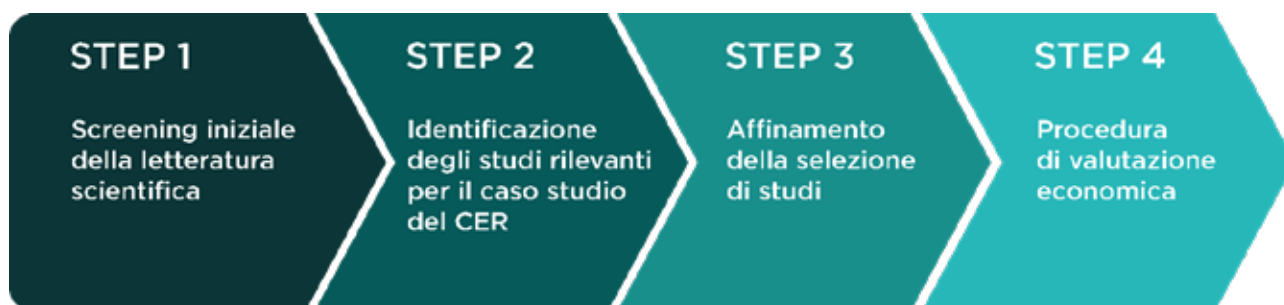 STEP 1
Screening iniziale
della letteratura
scientifica
STEP 2
Identificazione
degli studi rilevanti
per il caso studio
del CER
STEP 3
Affinamento
della selezione
di studi
STEP 4
Procedura
di valutazione
economica